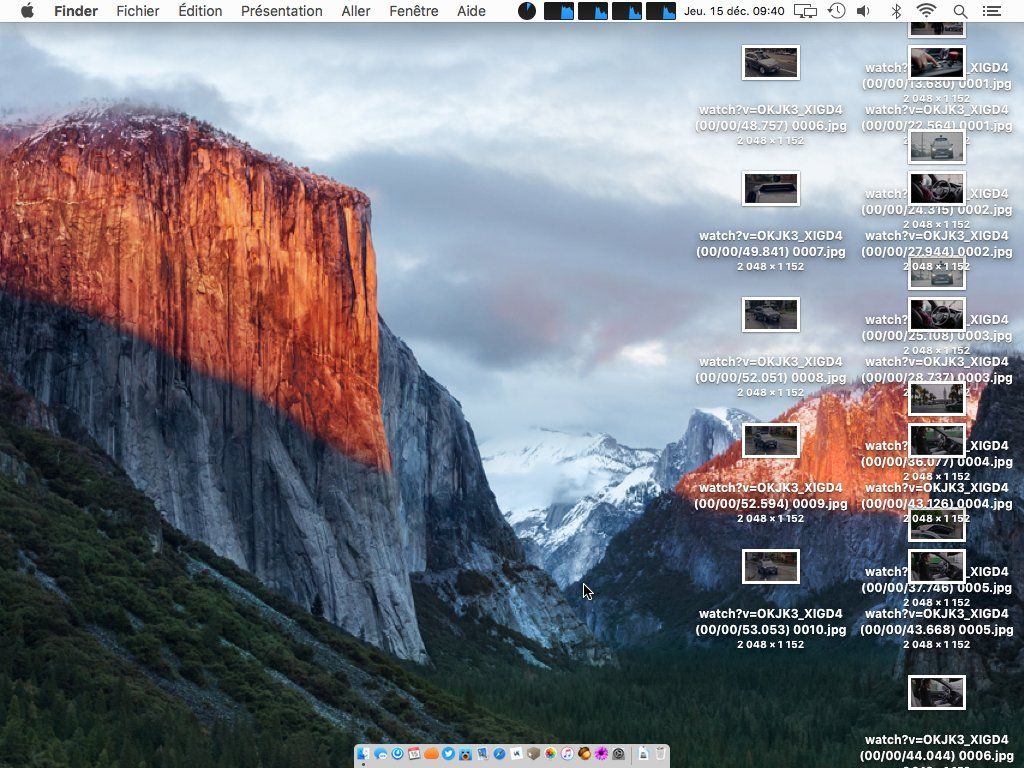 Finder Fichier Édition Présentation Aller Fenêtre Aide Jeu. 15 déc. 09:40
watch?v=OKJK3_XIGD4
(00/00/48.757) 0006.jpg
2 048 × 1 152
watch?v=OKJK3_XIGD4
(00/00/49.841) 0007.jpg
2 048 × 1 152
watch?v=OKJK3_XIGD4
(00/00/52.051) 0008.jpg
2 048 × 1 152
watch?v=OKJK3_XIGD4
(00/00/52.594) 0009.jpg
2 048 × 1 152
watch?v=OKJK3_XIGD4
(00/00/53.053) 0010.jpg
2 048 × 1 152
watch? _XIGD4
(00/00/13.680) 0001.jpg
2 048 × 1 152
watch?v=OKJK3_XIGD4
(00/00/22.564) 0001.jpg
2 048 × 1 152
watch? _XIGD4
(00/00/24.315) 0002.jpg
2 048 × 1 152
watch?v=OKJK3_XIGD4
(00/00/27.944) 0002.jpg
2 048 × 1 152
watch? _XIGD4
(00/00/25.108) 0003.jpg
2 048 × 1 152
watch?v=OKJK3_XIGD4
(00/00/28.737) 0003.jpg
2 048 × 1 152
watch? _XIGD4
(00/00/36.077) 0004.jpg
2 048 × 1 152
watch?v=OKJK3_XIGD4
(00/00/43.126) 0004.jpg
2 048 × 1 152
watch? _XIGD4
(00/00/37.746) 0005.jpg
2 048 × 1 152
watch?v=OKJK3_XIGD4
(00/00/43.668) 0005.jpg
2 048 × 1 152
watch?v=OKJK3_XIGD4
(00/00/44.044) 0006.jpg